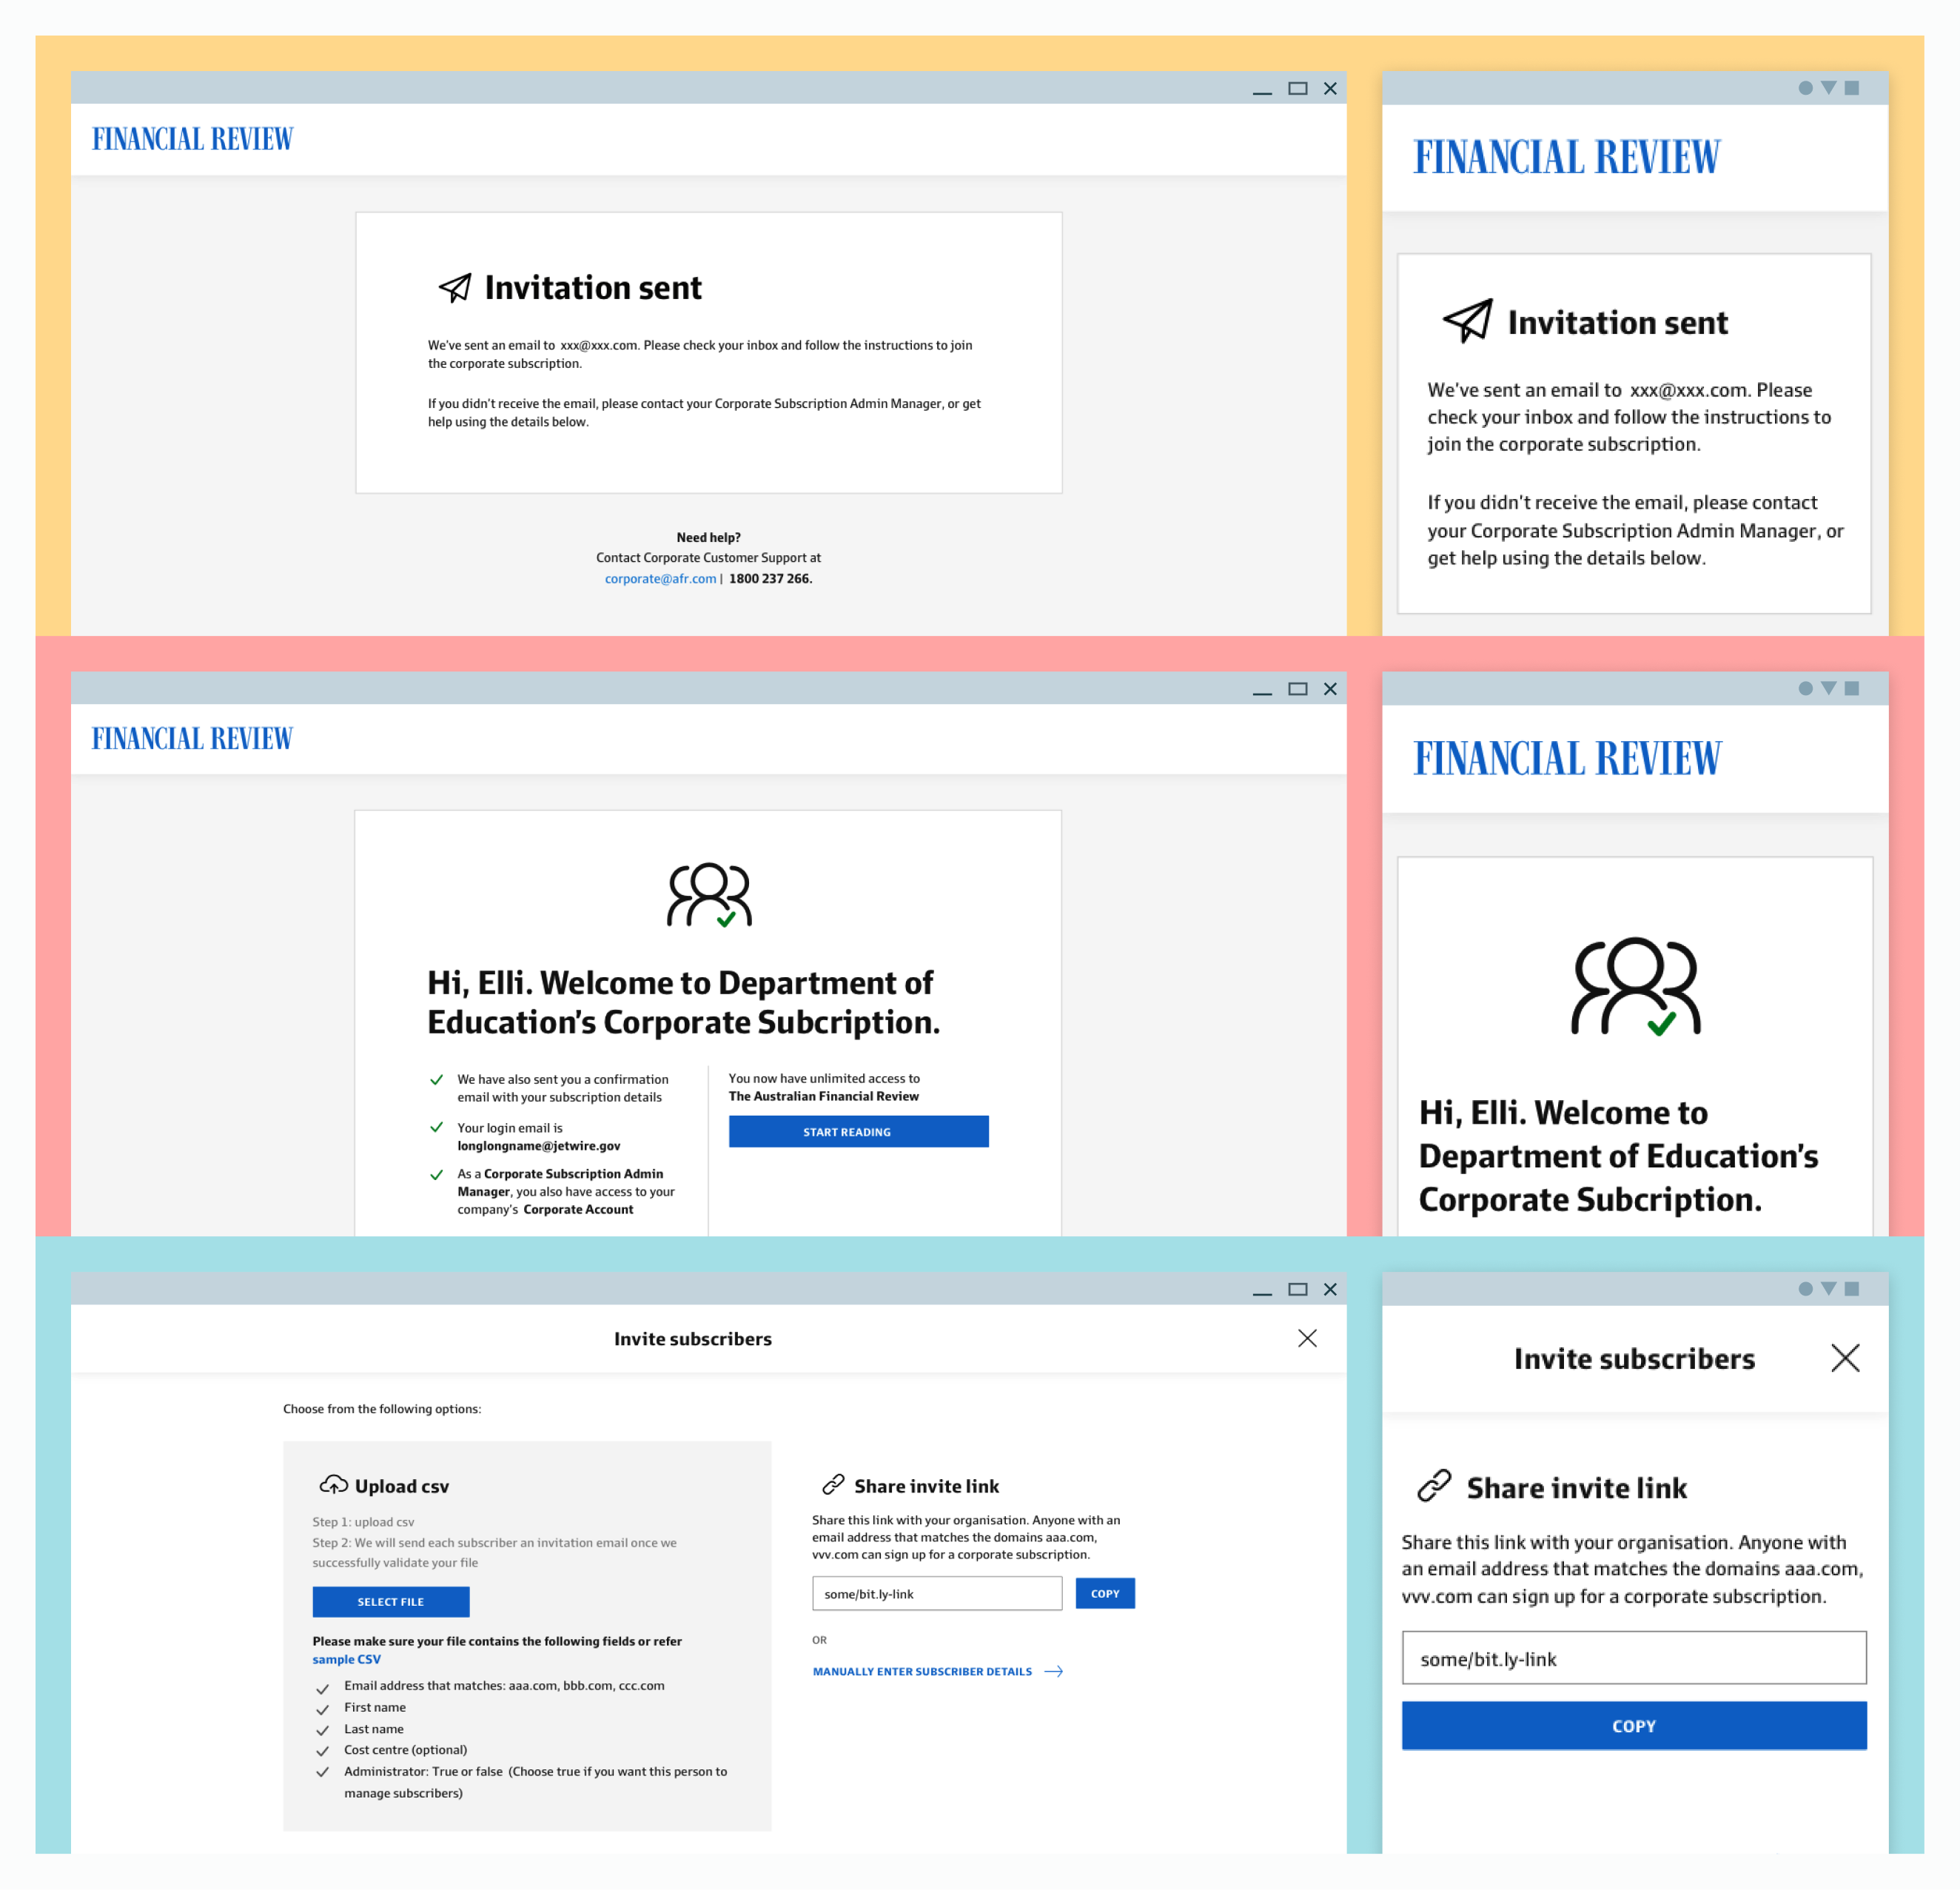 FINANCIAL REVIEW
Invitation sent
We've sent an email to xxx@xxx.com. Please check your inbox and follow the instructions to join
the corporate subscription.
If you didn't receive the email, please contact your Corporate Subscription Admin Manager, or get
help using the details below.
Need help?
Contact Corporate Customer Support at
corporate@afr.com | 1800 237 266.
FINANCIAL REVIEW
Invitation sent
We've sent an email to xxx@xxx.com. Please
check your inbox and follow the instructions to
join the corporate subscription.
If you didn't receive the email, please contact
your Corporate Subscription Admin Manager, or
get help using the details below.
FINANCIAL REVIEW
Hi, Elli. Welcome to Department of
Education's Corporate Subcription.
We have also sent you a confirmation
email with your subscription details
Your login email is
longlongname@jetwire.gov
As a Corporate Subscription Admin
Manager, you also have access to your
company's Corporate Account
You now have unlimited access to
The Australian Financial Review
START READING
FINANCIAL REVIEW
Hi, Elli. Welcome to
Department of Education's
Corporate Subcription.
Invite subscribers
Choose from the following options:
Upload csv
Step 1: upload csv
Step 2: We will send each subscriber an invitation email once we
successfully validate your file
SELECT FILE
Please make sure your file contains the following fields or refer
sample CSV
Email address that matches: aaa.com, bbb.com, ccc.com
First name
Last name
Cost centre (optional)
Administrator: True or false (Choose true if you want this person to
manage subscribers)
Share invite link
Share this link with your organisation. Anyone with an
email address that matches the domains aaa.com,
vvv.com can sign up for a corporate subscription.
some/bit.ly-link
COPY
OR
MANUALLY ENTER SUBSCRIBER DETAILS
Invite subscribers
Share invite link
Share this link with your organisation. Anyone with
an email address that matches the domains aaa.com,
vvv.com can sign up for a corporate subscription.
some/bit.ly-link
COPY